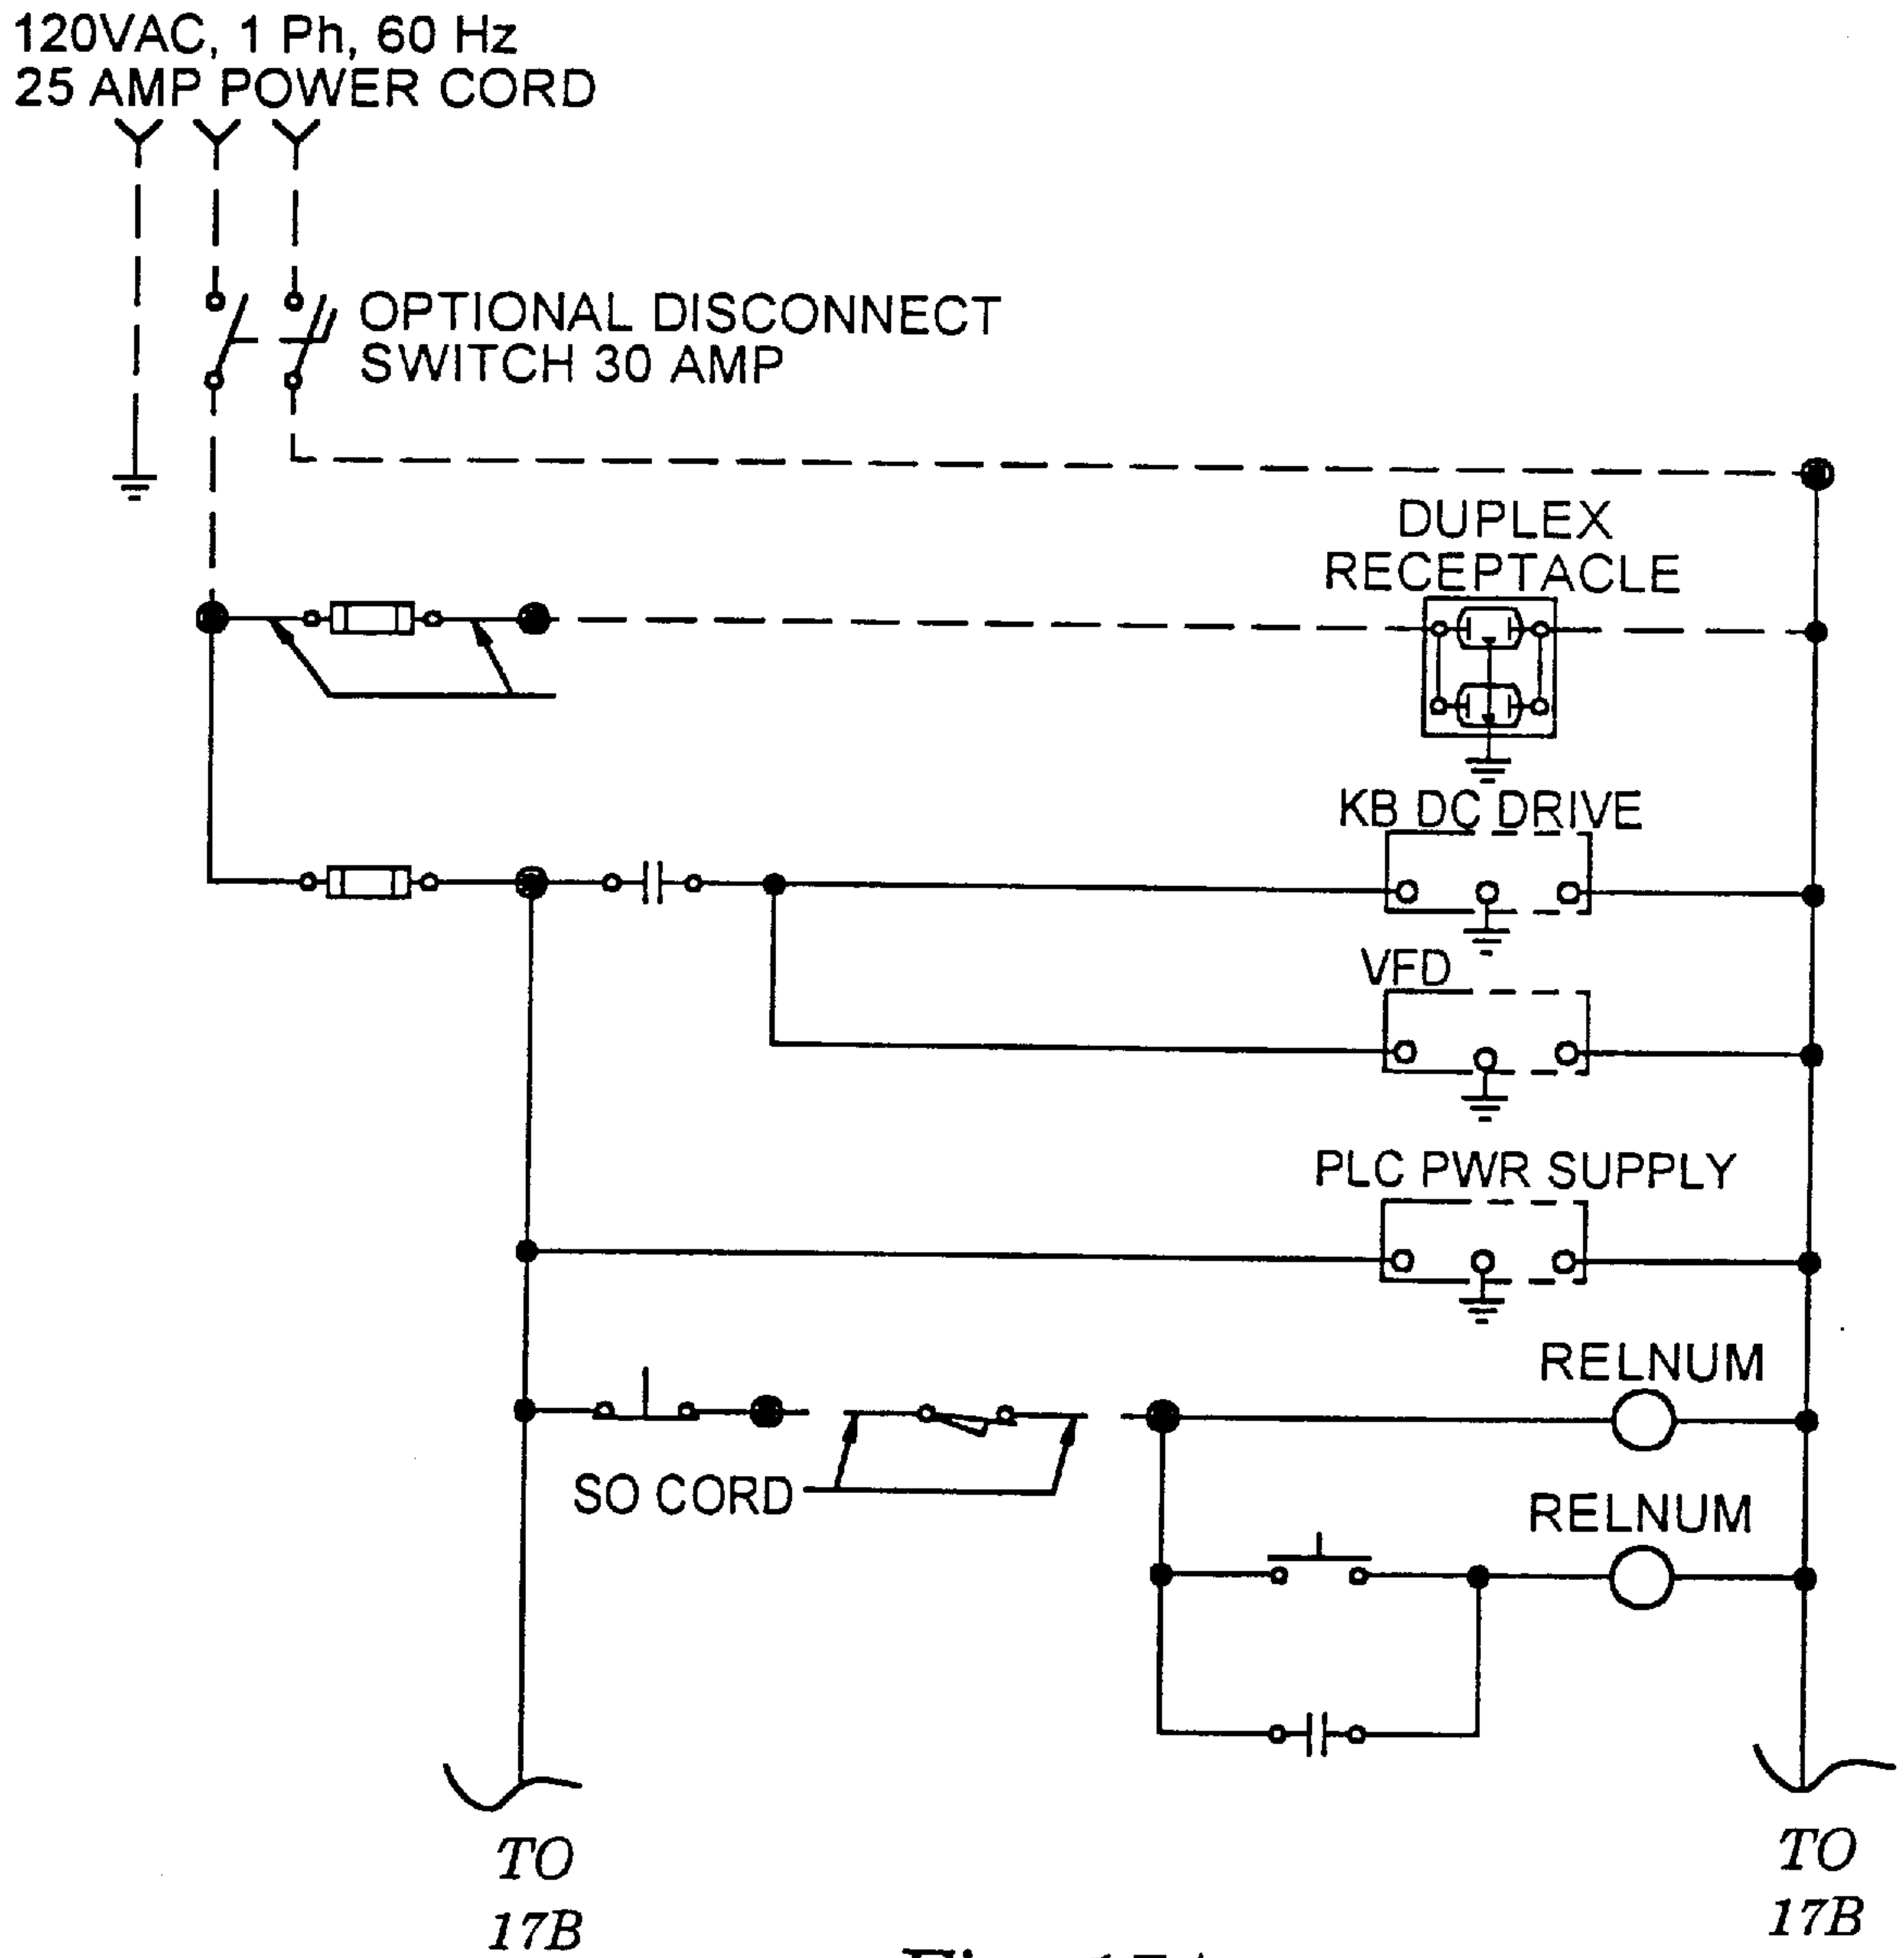 120VAC, 1 Ph, 60 Hz
25 AMP POWER CORD
OPTIONAL DISCONNECT
SWITCH 30 AMP
DUPLEX
RECEPTACLE
KB DC DRIVE
VFD
PLC PWR SUPPLY
RELNUM
SO CORD
RELNUM
TO
17B
TO
17B